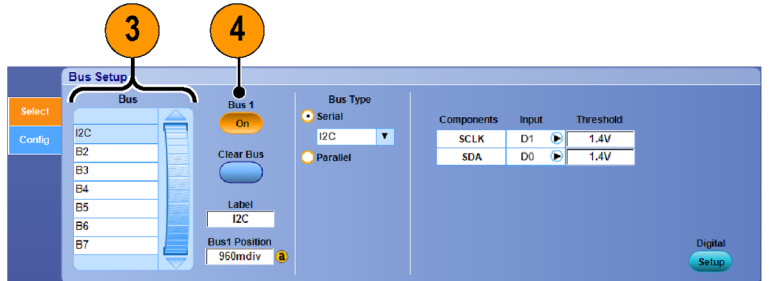 3
4
Bus Setup
Select
Config
Bus
I2C
B2
B3
B4
B5
B6
B7
Bus 1
On
Clear Bus
Label
I2C
Bus1 Position
960mdiv a
Bus Type
Serial
I2C
Parallel
Components Input Threshold
SCLK D1 1.4V
SDA D0 1.4V
Digital
Setup